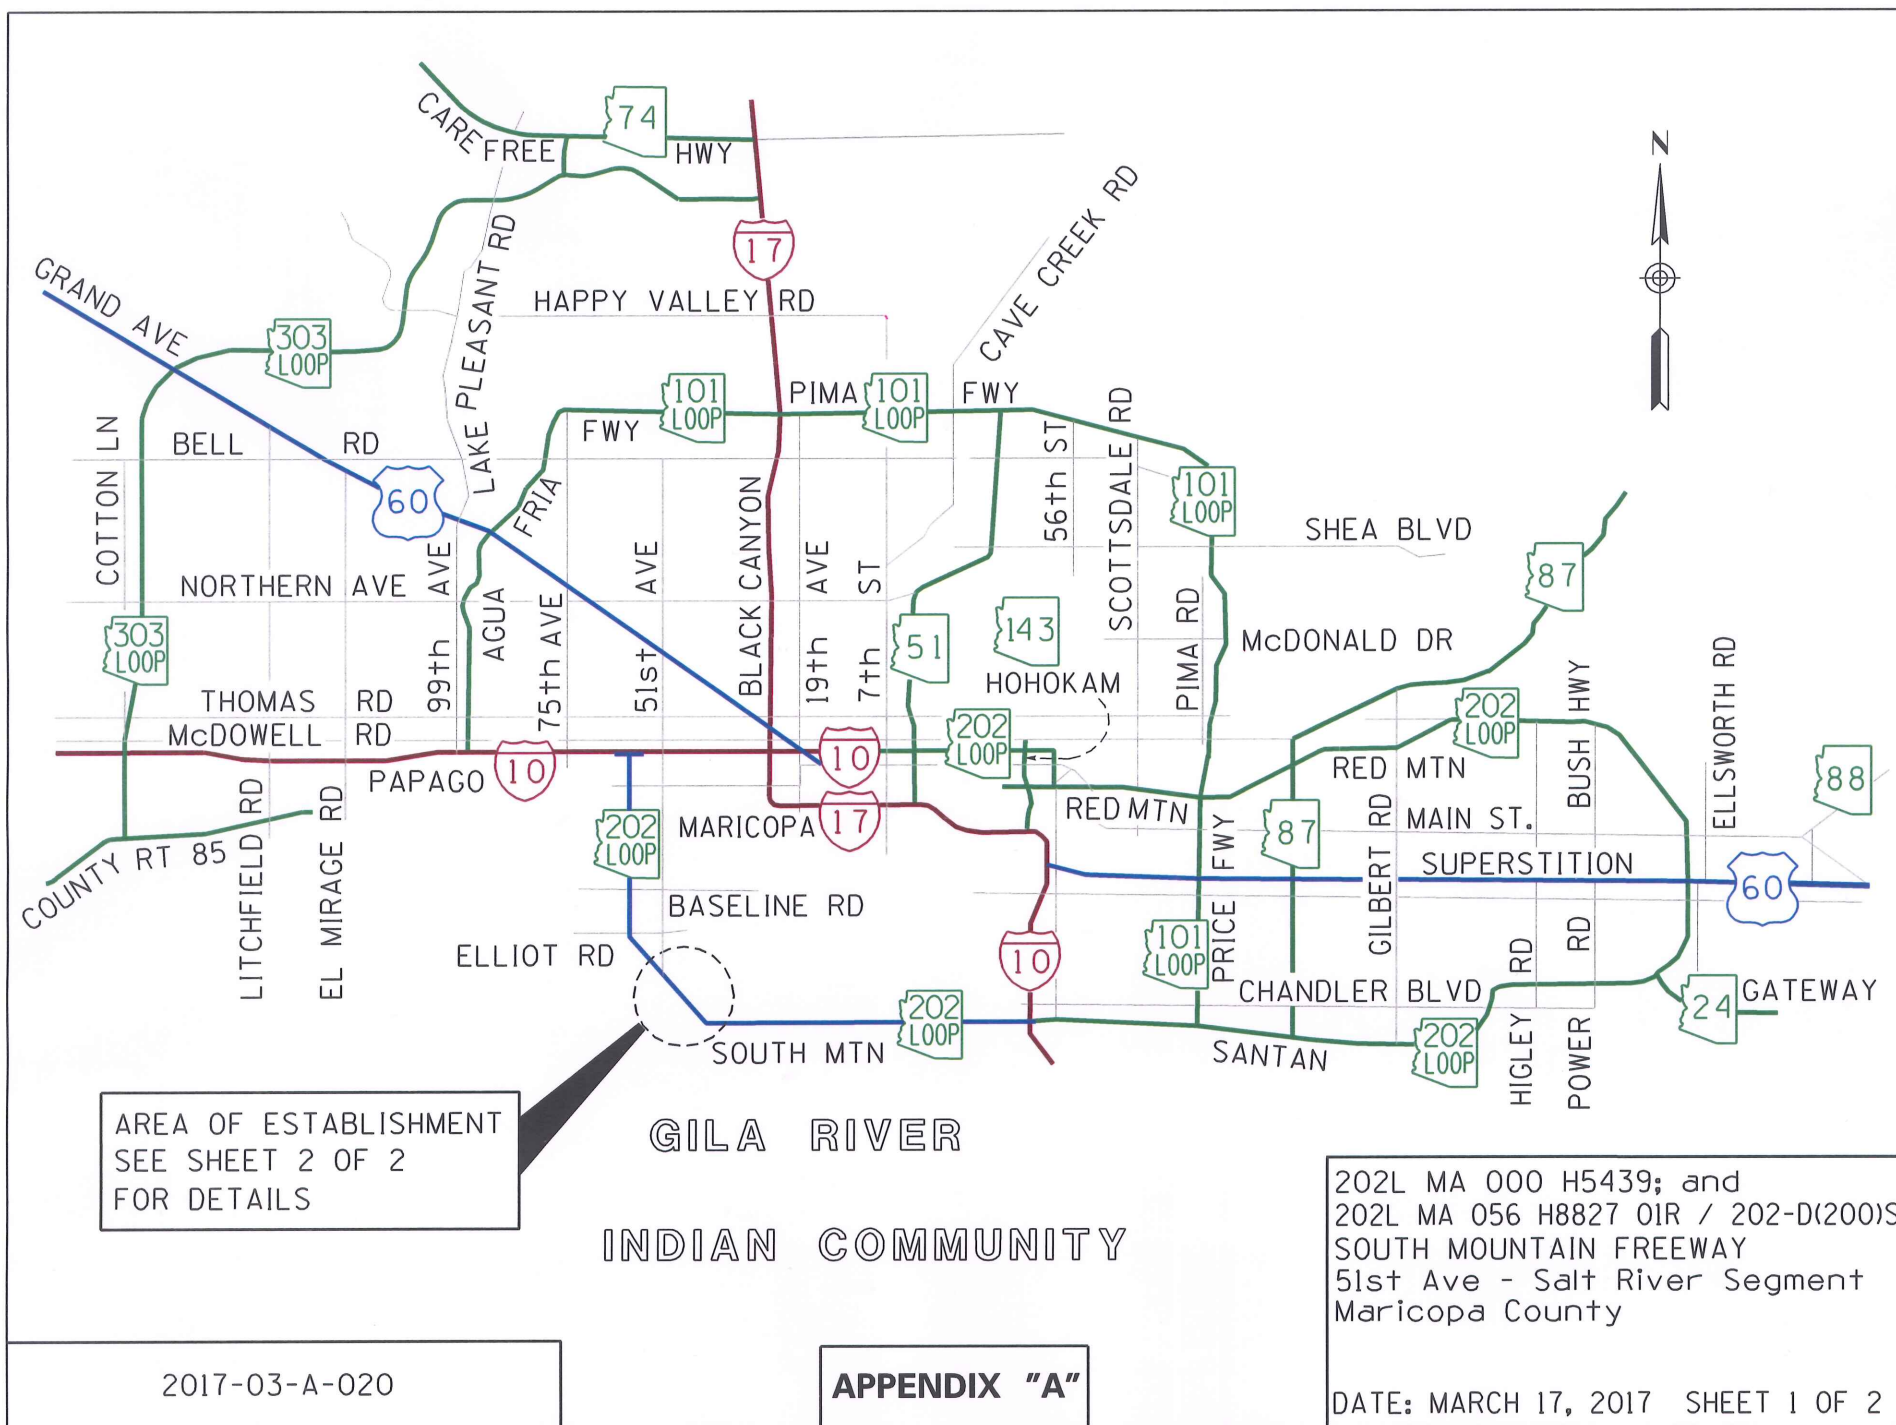 CARE FREE HWY
74
N
17
GRAND AVE
LAKE PLEASANT RD
HAPPY VALLEY RD
CAVE CREEK RD
303 LOOP
101 LOOP
PIMA FWY
101 LOOP
FWY
COTTON LN
BELL RD
60
AGUA FRIA
BLACK CANYON
56th ST
SCOTTSDALE RD
101 LOOP
SHEA BLVD
87
NORTHERN AVE
99th AVE
75th AVE
51st AVE
19th AVE
7th ST
303 LOOP
51
143
HOHOKAM
PIMA RD
McDONALD DR
BUSH HWY
ELLSWORTH RD
THOMAS RD
McDOWELL RD
10
10
202 LOOP
202 LOOP
88
PAPAGO
RED MTN
RED MTN
LITCHFIELD RD
EL MIRAGE RD
202 LOOP
MARICOPA
17
PRICE FWY
87
GILBERT RD
MAIN ST.
COUNTY RT 85
SUPERSTITION
60
BASELINE RD
ELLIOT RD
10
101 LOOP
HIGLEY RD
POWER RD
CHANDLER BLVD
24
GATEWAY
202 LOOP
SOUTH MTN
SANTAN
202 LOOP
AREA OF ESTABLISHMENT
SEE SHEET 2 OF 2
FOR DETAILS
GILA RIVER
INDIAN COMMUNITY
202L MA 000 H5439; and
202L MA 056 H8827 01R / 202-D(200)S
SOUTH MOUNTAIN FREEWAY
51st Ave - Salt River Segment
Maricopa County
DATE: MARCH 17, 2017 SHEET 1 OF 2
2017-03-A-020
APPENDIX "A"